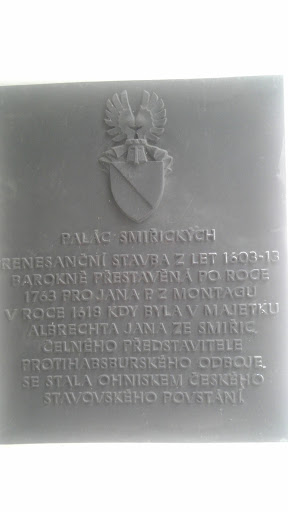 PALÁC SMIŘICKÝCH
RENESANČNÍ STAVBA Z LET 1603-13
BAROKNĚ PŘESTAVĚNÁ PO ROCE
1763 PRO JANA P. Z MONTAGU
V ROCE 1618 KDY BYLA V MAJETKU
ALBRECHTA JANA ZE SMIŘIC,
ČELNÉHO PŘEDSTAVITELE
PROTIHABSBURSKÉHO ODBOJE,
SE STALA OHNISKEM ČESKÉHO
STAVOVSKÉHO POVSTÁNÍ